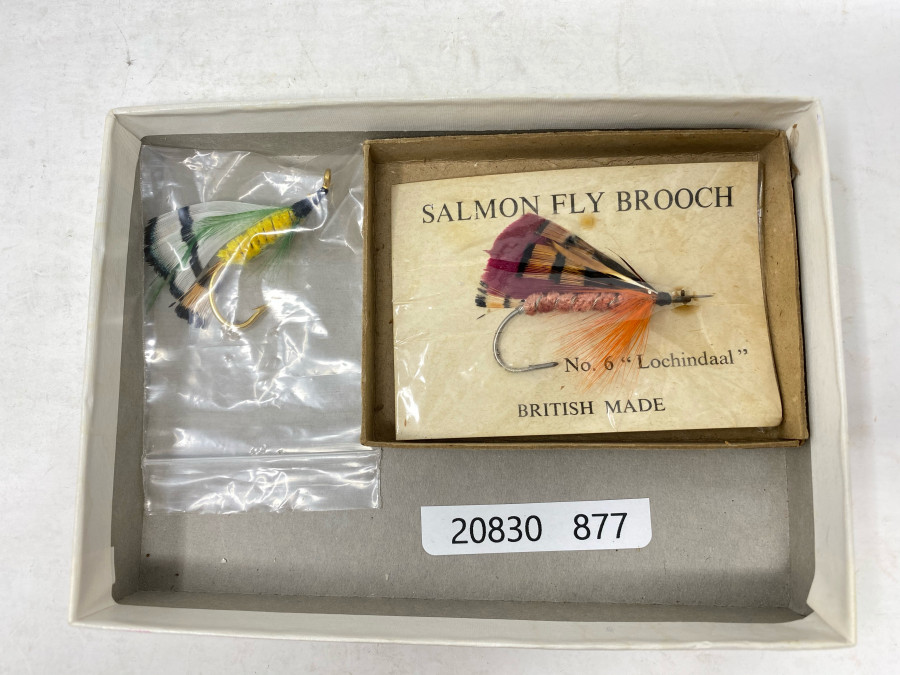 SALMON FLY BROOCH
No. 6 “Lochindaal”
BRITISH MADE
20830 877